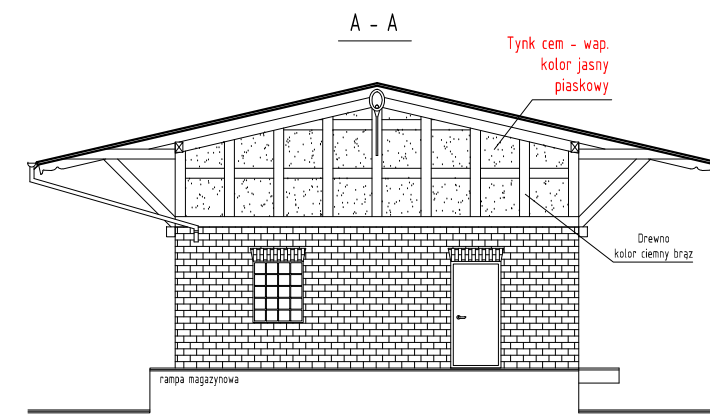 A - A
Tynk cem - wap.
kolor jasny
piaskowy
Drewno
kolor ciemny brąz
rampa magazynowa